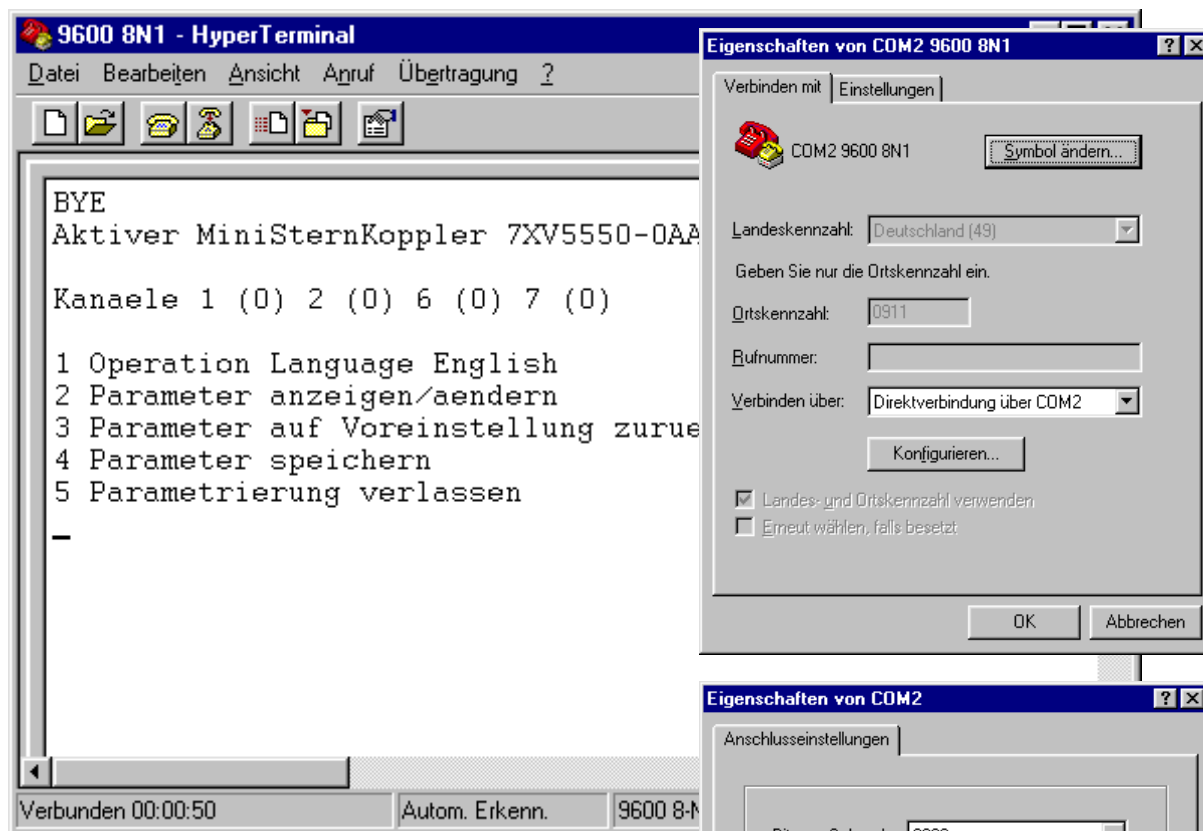 9600 8N1 - HyperTerminal
Datei Bearbeiten Ansicht Anruf Übertragung ?
BYE
Aktiver MiniSternKoppler 7XV5550-0AA
Kanaele 1 (0) 2 (0) 6 (0) 7 (0)
1 Operation Language English
2 Parameter anzeigen/aendern
3 Parameter auf Voreinstellung zurue
4 Parameter speichern
5 Parametrierung verlassen
Verbunden 00:00:50 Autom. Erkenn. 9600 8-N
Eigenschaften von COM2 9600 8N1
Verbinden mit Einstellungen
COM2 9600 8N1 Symbol ändern...
Landeskennzahl: Deutschland (49)
Geben Sie nur die Ortskennzahl ein.
Ortskennzahl: 0911
Rufnummer:
Verbinden über: Direktverbindung über COM2
Konfigurieren...
Landes- und Ortskennzahl verwenden
Erneut wählen, falls besetzt
OK Abbrechen
Eigenschaften von COM2
Anschlusseinstellungen